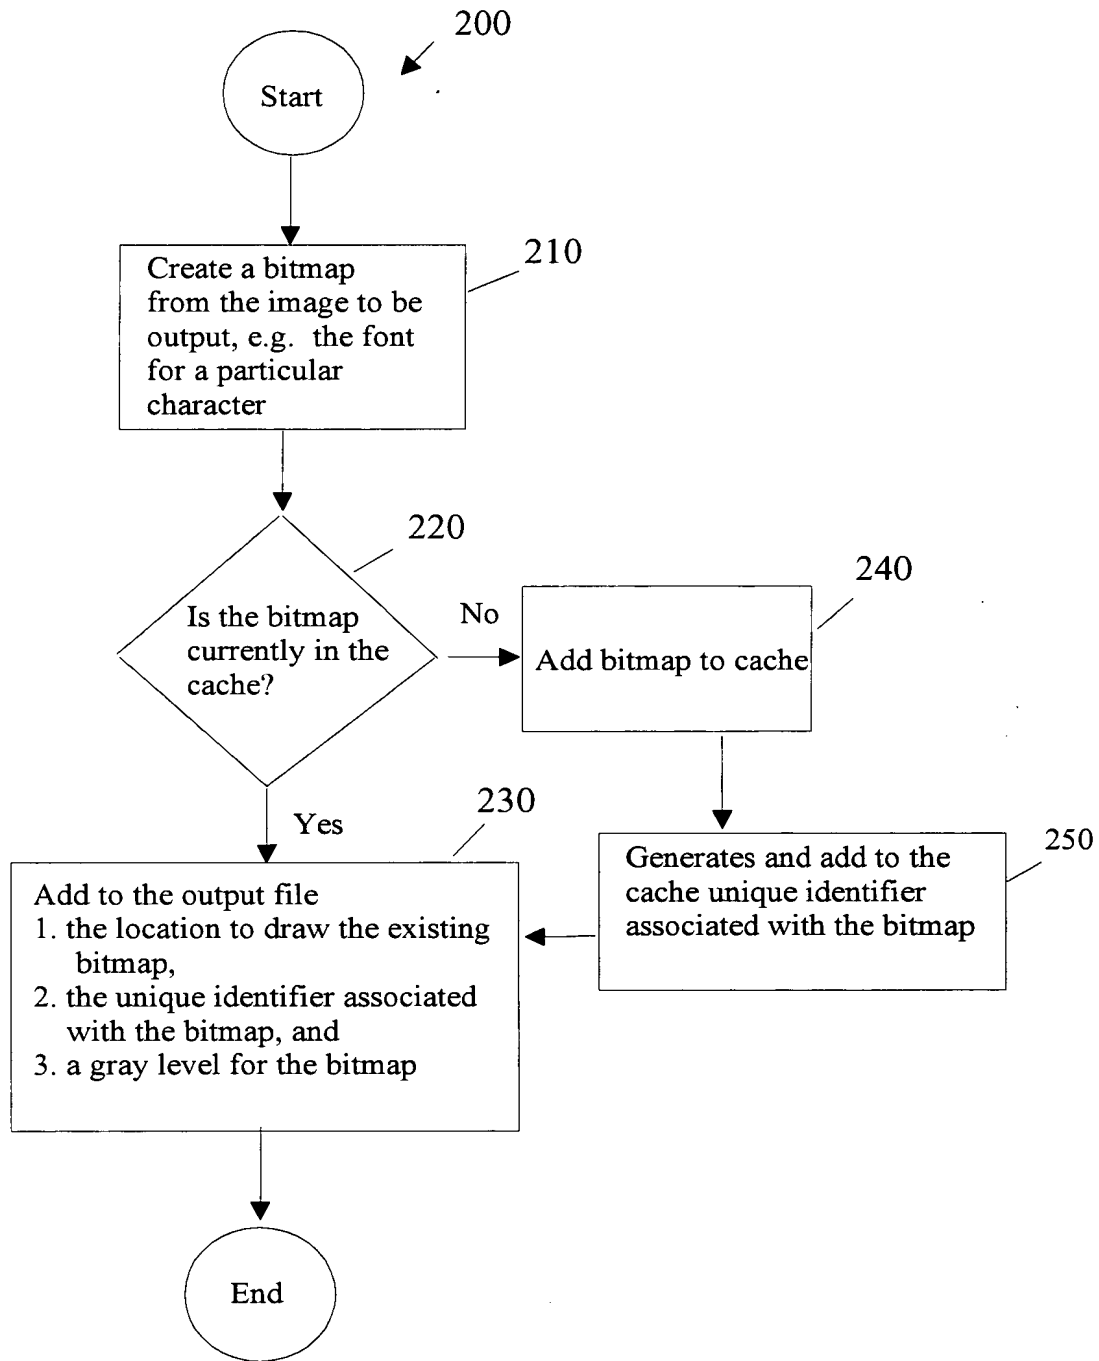 200
Start
210
Create a bitmap
from the image to be
output, e.g. the font
for a particular
character
220
Is the bitmap
currently in the
cache?
No
240
Add bitmap to cache
Yes
230
250
Generates and add to the
cache unique identifier
associated with the bitmap
Add to the output file
1. the location to draw the existing
bitmap,
2. the unique identifier associated
with the bitmap, and
3. a gray level for the bitmap
End